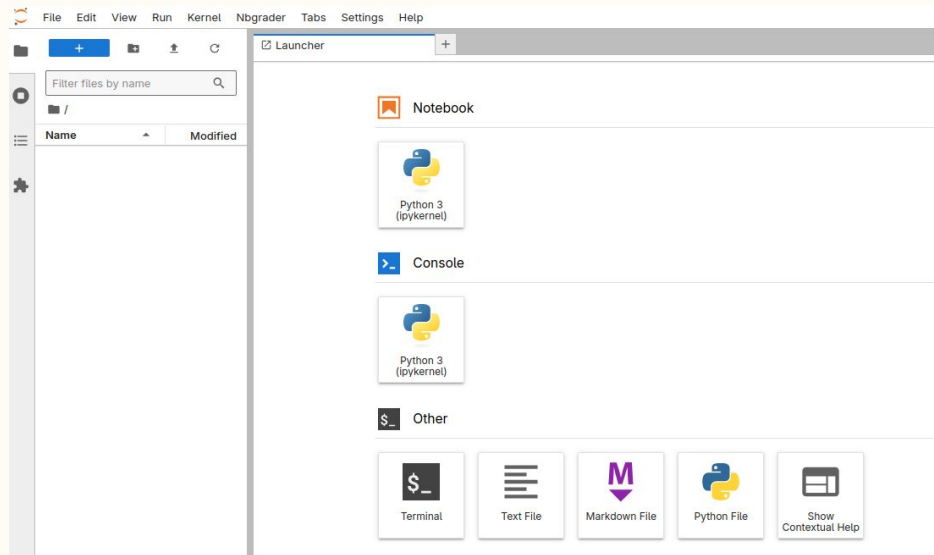 File Edit View Run Kernel Nbgrader Tabs Settings Help
+
Launcher
+
Filter files by name
/
Name
Modified
Notebook
Python 3
(ipykernel)
>_ Console
Python 3
(ipykernel)
$_ Other
$_
M
Terminal
Text File
Markdown File
Python File
Show
Contextual Help